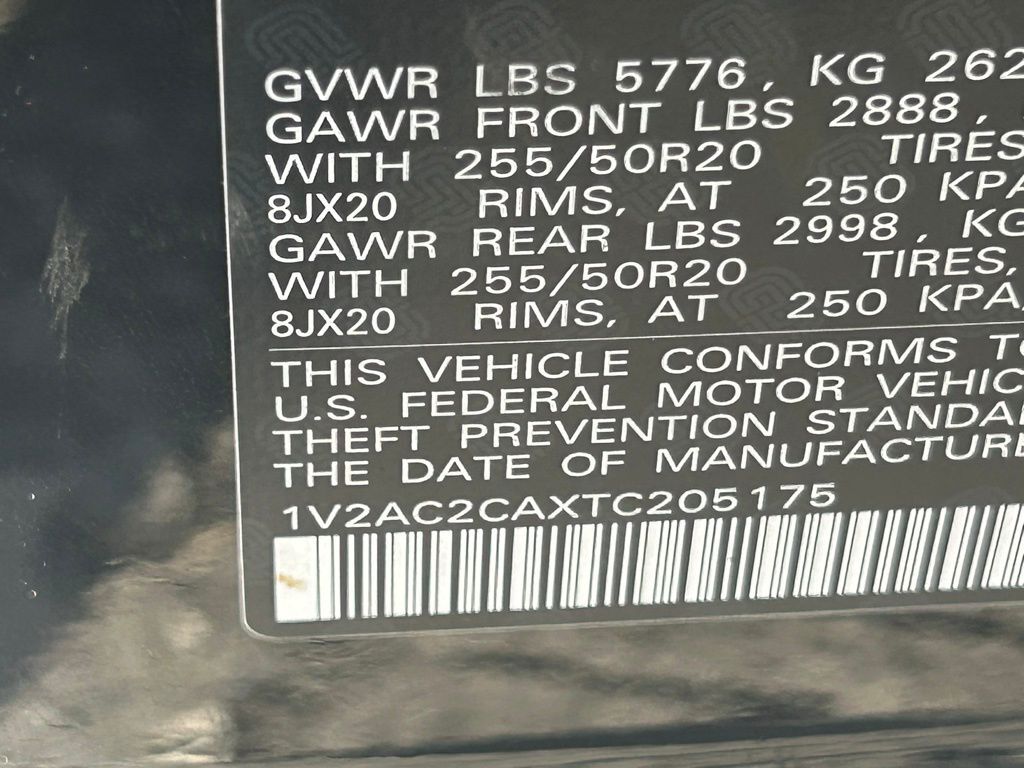 GVWR LBS 5776, KG 262
GAWR FRONT LBS 2888,
WITH 255/50R20 TIRES
8JX20 RIMS, AT 250 KPA
GAWR REAR LBS 2998, KG
WITH 255/50R20 TIRES,
8JX20 RIMS, AT 250 KPA
THIS VEHICLE CONFORMS TO
U.S. FEDERAL MOTOR VEHIC
THEFT PREVENTION STANDA
THE DATE OF MANUFACTURE
1V2AC2CAXTC205175